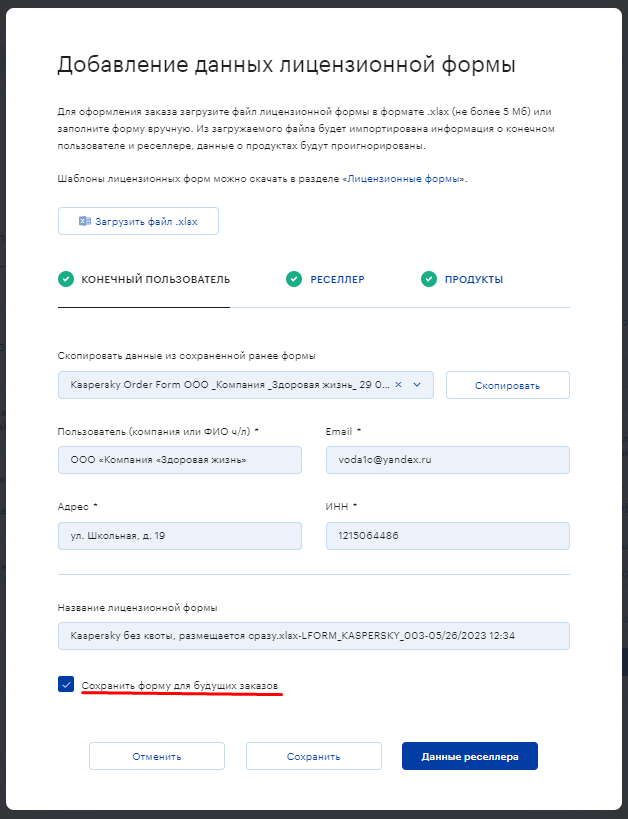 Добавление данных лицензионной формы
Для оформления заказа загрузите файл лицензионной формы в формате .xlsx (не более 5 Мб) или
заполните форму вручную. Из загружаемого файла будет импортирована информация о конечном
пользователе и реселлере, данные о продуктах будут проигнорированы.
Шаблоны лицензионных форм можно скачать в разделе «Лицензионные формы».
Загрузить файл .xlsx
КОНЕЧНЫЙ ПОЛЬЗОВАТЕЛЬ РЕСЕЛЛЕР ПРОДУКТЫ
Скопировать данные из сохраненной ранее формы
Kaspersky Order Form ООО _Компания _Здоровая жизнь_ 29 0... Скопировать
Пользователь (компания или ФИО ч/л) * Email *
ООО «Компания «Здоровая жизнь» voda1c@yandex.ru
Адрес * ИНН *
ул. Школьная, д. 19 1215064486
Название лицензионной формы
Kaspersky без квоты, размещается сразу.xlsx-LFORM_KASPERSKY_003-05/26/2023 12:34
Сохранить форму для будущих заказов
Отменить Сохранить Данные реселлера